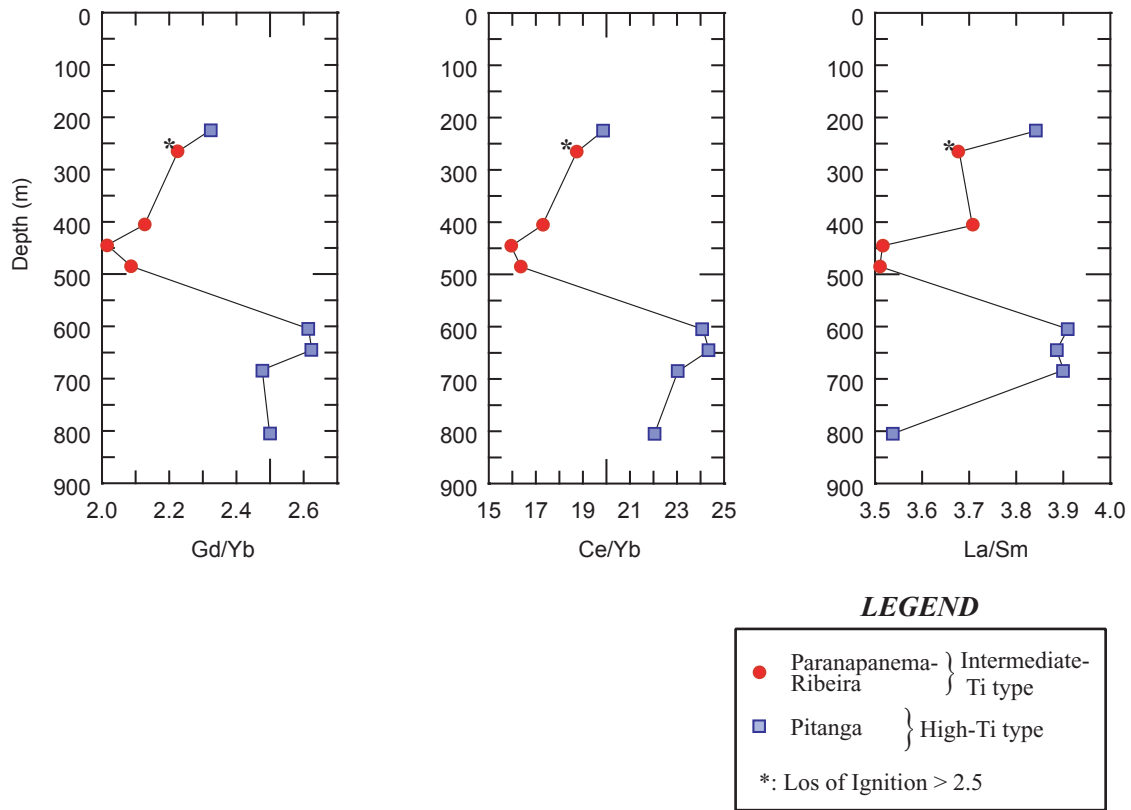 0
100
200
300
400
500
600
700
800
900
Depth (m)
*
2.0 2.2 2.4 2.6
Gd/Yb
0
100
200
300
400
500
600
700
800
900
*
15 17 19 21 23 25
Ce/Yb
0
100
200
300
400
500
600
700
800
900
*
3.5 3.6 3.7 3.8 3.9 4.0
La/Sm
LEGEND
Paranapanema- } Intermediate-
Ribeira Ti type
Pitanga } High-Ti type
*: Los of Ignition > 2.5